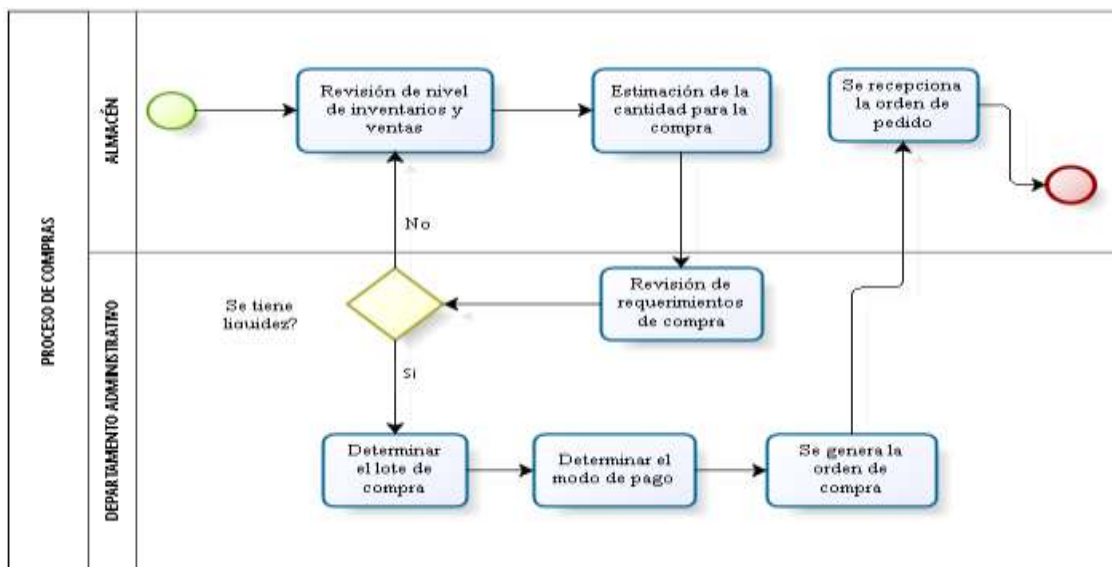 PROCESO DE COMPRAS
ALMACÉN
Revisión de nivel
de inventarios y
ventas
Estimación de la
cantidad para la
compra
Se recepciona
la orden de
pedido
No
DEPARTAMENTO ADMINISTRATIVO
Se tiene
liquidez?
Revisión de
requerimientos
de compra
Si
Determinar
el lote de
compra
Determinar el
modo de pago
Se genera la
orden de
compra